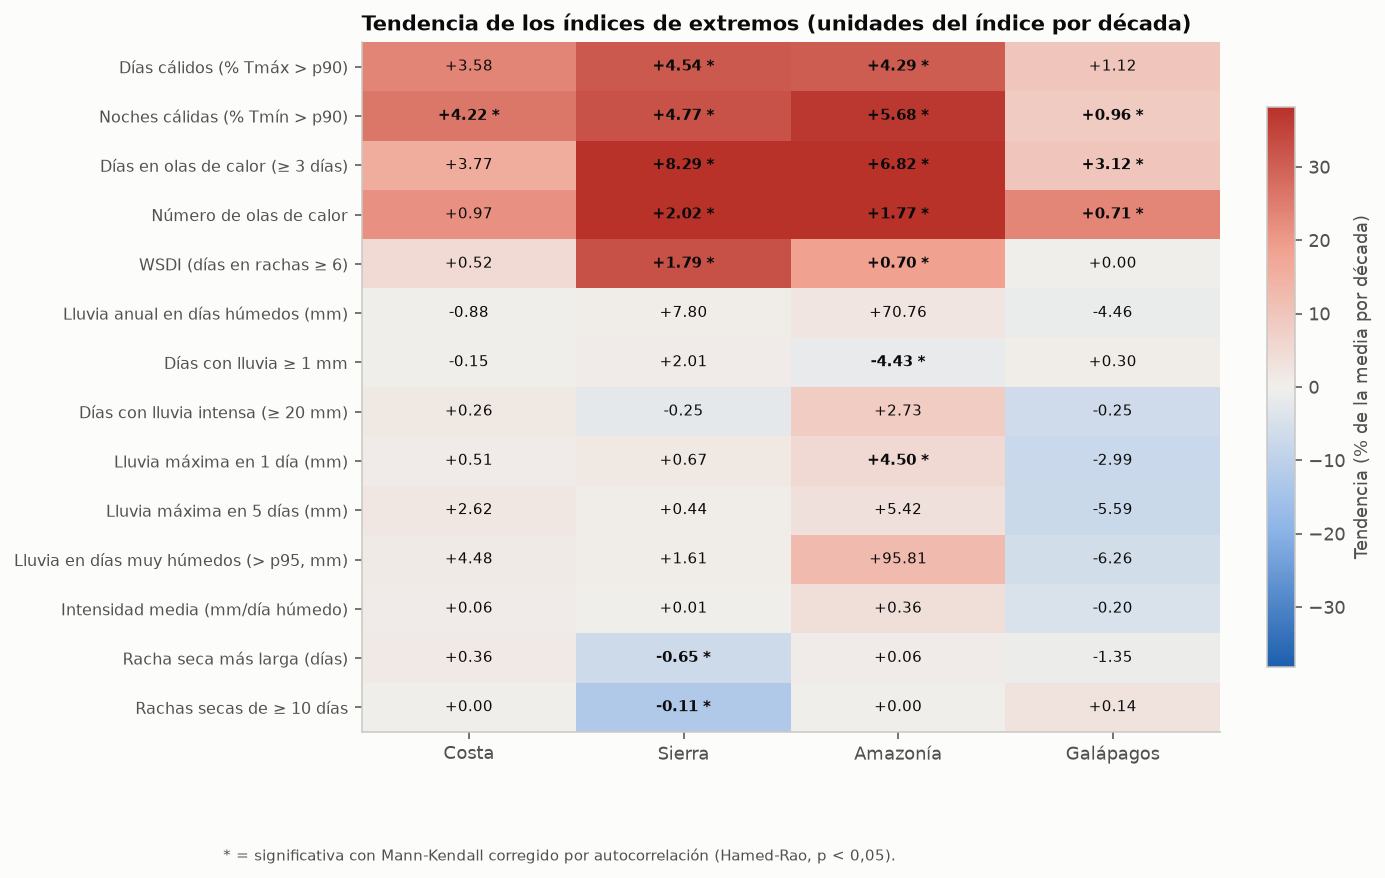 Tendencia de los índices de extremos (unidades del índice por década)
Días cálidos (% Tmáx > p90) +3.58 +4.54 * +4.29 * +1.12
Noches cálidas (% Tmín > p90) +4.22 * +4.77 * +5.68 * +0.96 *
Días en olas de calor (≥ 3 días) +3.77 +8.29 * +6.82 * +3.12 *
Número de olas de calor +0.97 +2.02 * +1.77 * +0.71 *
WSDI (días en rachas ≥ 6) +0.52 +1.79 * +0.70 * +0.00
Lluvia anual en días húmedos (mm) -0.88 +7.80 +70.76 -4.46
Días con lluvia ≥ 1 mm -0.15 +2.01 -4.43 * +0.30
Días con lluvia intensa (≥ 20 mm) +0.26 -0.25 +2.73 -0.25
Lluvia máxima en 1 día (mm) +0.51 +0.67 +4.50 * -2.99
Lluvia máxima en 5 días (mm) +2.62 +0.44 +5.42 -5.59
Lluvia en días muy húmedos (> p95, mm) +4.48 +1.61 +95.81 -6.26
Intensidad media (mm/día húmedo) +0.06 +0.01 +0.36 -0.20
Racha seca más larga (días) +0.36 -0.65 * +0.06 -1.35
Rachas secas de ≥ 10 días +0.00 -0.11 * +0.00 +0.14
Costa Sierra Amazonía Galápagos
30
20
10
0
−10
−20
−30
Tendencia (% de la media por década)
* = significativa con Mann-Kendall corregido por autocorrelación (Hamed-Rao, p < 0,05).